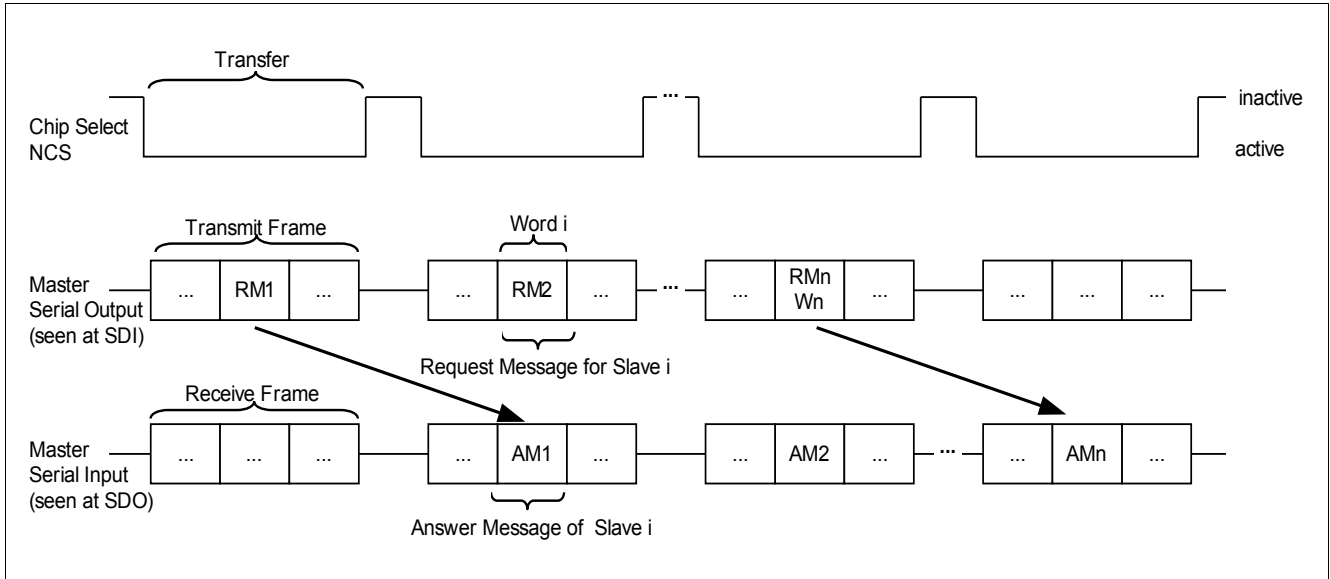 Transfer
...
inactive
Chip Select
NCS
active
Transmit Frame
Word i
Master
Serial Output
(seen at SDI)
... RM1 ...
... RM2 ...
...
... RMn
Wn ...
... ... ...
Request Message for Slave i
Receive Frame
Master
Serial Input
(seen at SDO)
... ... ...
... AM1 ...
... AM2 ...
...
... AMn ...
Answer Message of Slave i